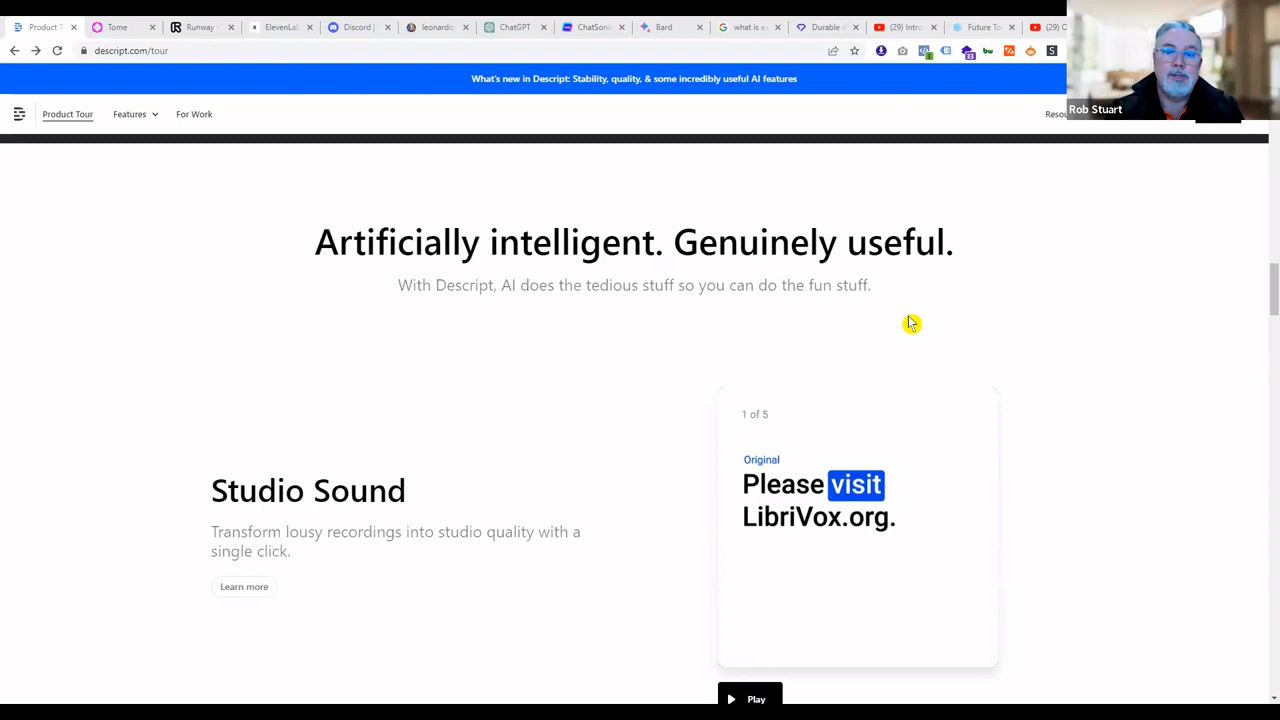 Product T
Tome
Runway -
ElevenLab
Discord |
leonardo.
ChatGPT
ChatSoni
Bard
what is e
Durable A
(29) Intro
Future To
(29) C
descript.com/tour
What's new in Descript: Stability, quality, & some incredibly useful AI features
Product Tour
Features
For Work
Resou
Rob Stuart
Artificially intelligent. Genuinely useful.
With Descript, AI does the tedious stuff so you can do the fun stuff.
1 of 5
Original
Please visit
LibriVox.org.
Studio Sound
Transform lousy recordings into studio quality with a
single click.
Learn more
Play